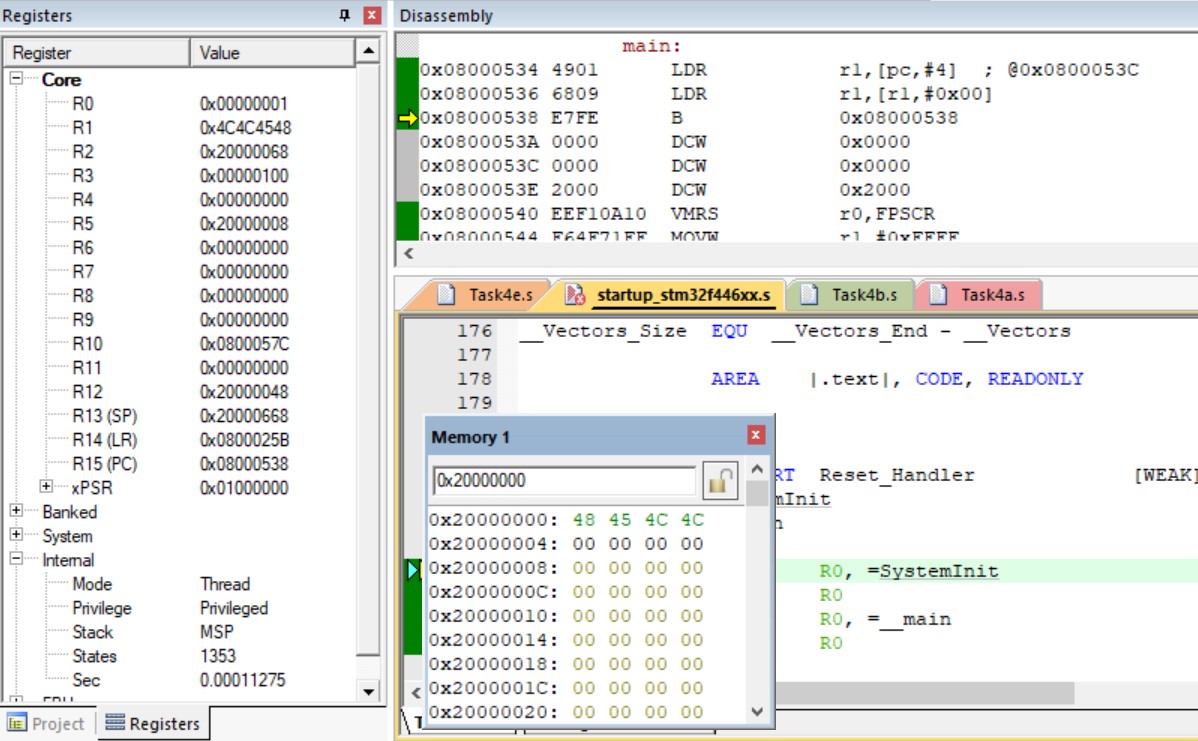 Registers
Register Value
Core
R0 0x00000001
R1 0x4C4C4548
R2 0x20000068
R3 0x00000100
R4 0x00000000
R5 0x20000008
R6 0x00000000
R7 0x00000000
R8 0x00000000
R9 0x00000000
R10 0x0800057C
R11 0x00000000
R12 0x20000048
R13 (SP) 0x20000668
R14 (LR) 0x0800025B
R15 (PC) 0x08000538
xPSR 0x01000000
Banked
System
Internal
Mode Thread
Privilege Privileged
Stack MSP
States 1353
Sec 0.00011275
Project Registers
Disassembly
main:
0x08000534 4901 LDR r1,[pc,#4] ; @0x0800053C
0x08000536 6809 LDR r1,[r1,#0x00]
0x08000538 E7FE B 0x08000538
0x0800053A 0000 DCW 0x0000
0x0800053C 0000 DCW 0x0000
0x0800053E 2000 DCW 0x2000
0x08000540 EEF10A10 VMRS r0,FPSCR
0x08000544 F64F71FF MOVW r1,#0xFFFF
Task4e.s startup_stm32f446xx.s Task4b.s Task4a.s
176 __Vectors_Size EQU __Vectors_End - __Vectors
177
178 AREA |.text|, CODE, READONLY
179
RT Reset_Handler [WEAK]
mInit
n
R0, =SystemInit
R0
R0, =__main
R0
Memory 1
0x20000000
0x20000000: 48 45 4C 4C
0x20000004: 00 00 00 00
0x20000008: 00 00 00 00
0x2000000C: 00 00 00 00
0x20000010: 00 00 00 00
0x20000014: 00 00 00 00
0x20000018: 00 00 00 00
0x2000001C: 00 00 00 00
0x20000020: 00 00 00 00